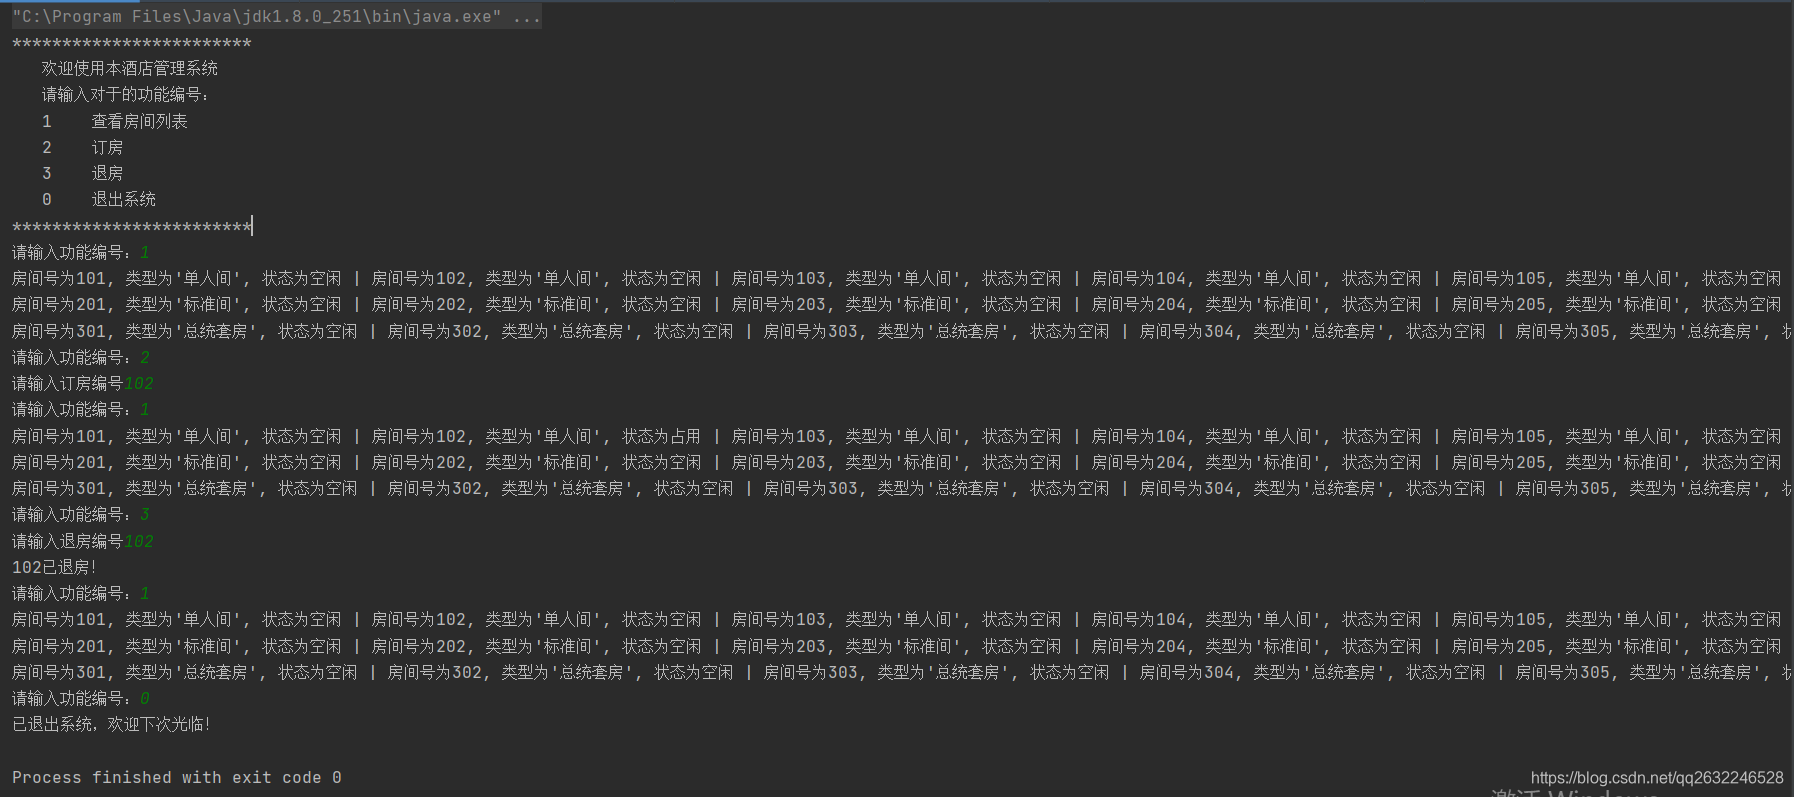 "C:\Program Files\Java\jdk1.8.0_251\bin\java.exe" ...
************************
欢迎使用本酒店管理系统
请输入对于的功能编号：
1 查看房间列表
2 订房
3 退房
0 退出系统
************************
请输入功能编号：1
房间号为101, 类型为'单人间', 状态为空闲 | 房间号为102, 类型为'单人间', 状态为空闲 | 房间号为103, 类型为'单人间', 状态为空闲 | 房间号为104, 类型为'单人间', 状态为空闲 | 房间号为105, 类型为'单人间', 状态为空闲
房间号为201, 类型为'标准间', 状态为空闲 | 房间号为202, 类型为'标准间', 状态为空闲 | 房间号为203, 类型为'标准间', 状态为空闲 | 房间号为204, 类型为'标准间', 状态为空闲 | 房间号为205, 类型为'标准间', 状态为空闲
房间号为301, 类型为'总统套房', 状态为空闲 | 房间号为302, 类型为'总统套房', 状态为空闲 | 房间号为303, 类型为'总统套房', 状态为空闲 | 房间号为304, 类型为'总统套房', 状态为空闲 | 房间号为305, 类型为'总统套房',
请输入功能编号：2
请输入订房编号102
请输入功能编号：1
房间号为101, 类型为'单人间', 状态为空闲 | 房间号为102, 类型为'单人间', 状态为占用 | 房间号为103, 类型为'单人间', 状态为空闲 | 房间号为104, 类型为'单人间', 状态为空闲 | 房间号为105, 类型为'单人间', 状态为空闲
房间号为201, 类型为'标准间', 状态为空闲 | 房间号为202, 类型为'标准间', 状态为空闲 | 房间号为203, 类型为'标准间', 状态为空闲 | 房间号为204, 类型为'标准间', 状态为空闲 | 房间号为205, 类型为'标准间', 状态为空闲
房间号为301, 类型为'总统套房', 状态为空闲 | 房间号为302, 类型为'总统套房', 状态为空闲 | 房间号为303, 类型为'总统套房', 状态为空闲 | 房间号为304, 类型为'总统套房', 状态为空闲 | 房间号为305, 类型为'总统套房',
请输入功能编号：3
请输入退房编号102
102已退房！
请输入功能编号：1
房间号为101, 类型为'单人间', 状态为空闲 | 房间号为102, 类型为'单人间', 状态为空闲 | 房间号为103, 类型为'单人间', 状态为空闲 | 房间号为104, 类型为'单人间', 状态为空闲 | 房间号为105, 类型为'单人间', 状态为空闲
房间号为201, 类型为'标准间', 状态为空闲 | 房间号为202, 类型为'标准间', 状态为空闲 | 房间号为203, 类型为'标准间', 状态为空闲 | 房间号为204, 类型为'标准间', 状态为空闲 | 房间号为205, 类型为'标准间', 状态为空闲
房间号为301, 类型为'总统套房', 状态为空闲 | 房间号为302, 类型为'总统套房', 状态为空闲 | 房间号为303, 类型为'总统套房', 状态为空闲 | 房间号为304, 类型为'总统套房', 状态为空闲 | 房间号为305, 类型为'总统套房',
请输入功能编号：0
已退出系统，欢迎下次光临！
Process finished with exit code 0
https://blog.csdn.net/qq2632246528